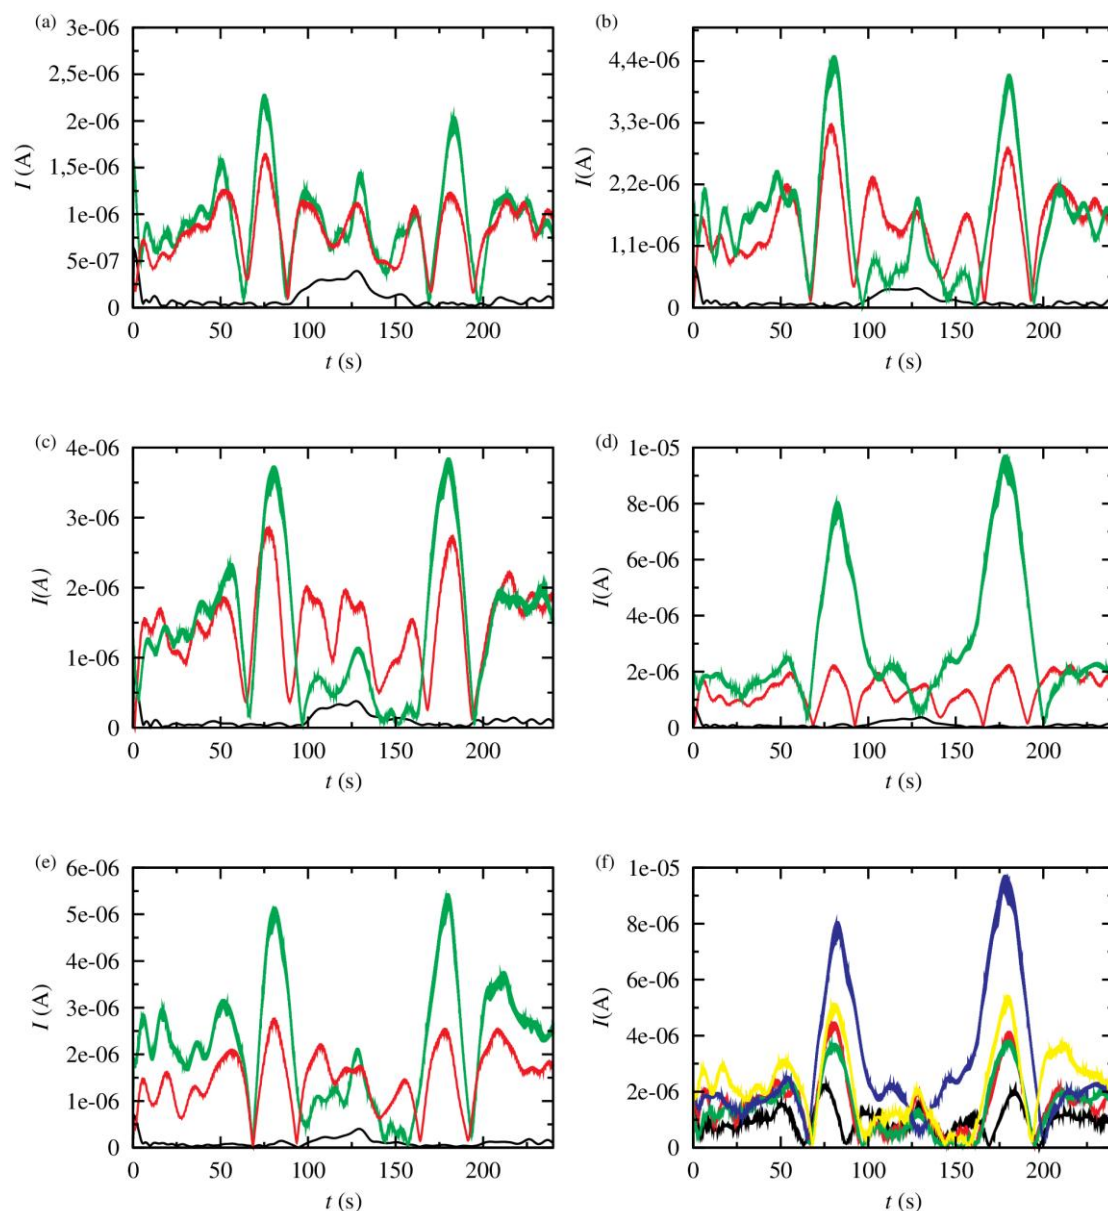 (a)
3e-06
2,5e-06
2e-06
1,5e-06
1e-06
5e-07
0
I (A)
0 50 100 150 200
t (s)
(b)
4,4e-06
3,3e-06
2,2e-06
1,1e-06
0
I(A)
0 50 100 150 200
t (s)
(c)
4e-06
3e-06
2e-06
1e-06
0
I(A)
0 50 100 150 200
t (s)
(d)
1e-05
8e-06
6e-06
4e-06
2e-06
0
I(A)
0 50 100 150 200
t (s)
(e)
6e-06
5e-06
4e-06
3e-06
2e-06
1e-06
0
I (A)
0 50 100 150 200
t (s)
(f)
1e-05
8e-06
6e-06
4e-06
2e-06
0
I(A)
0 50 100 150 200
t (s)